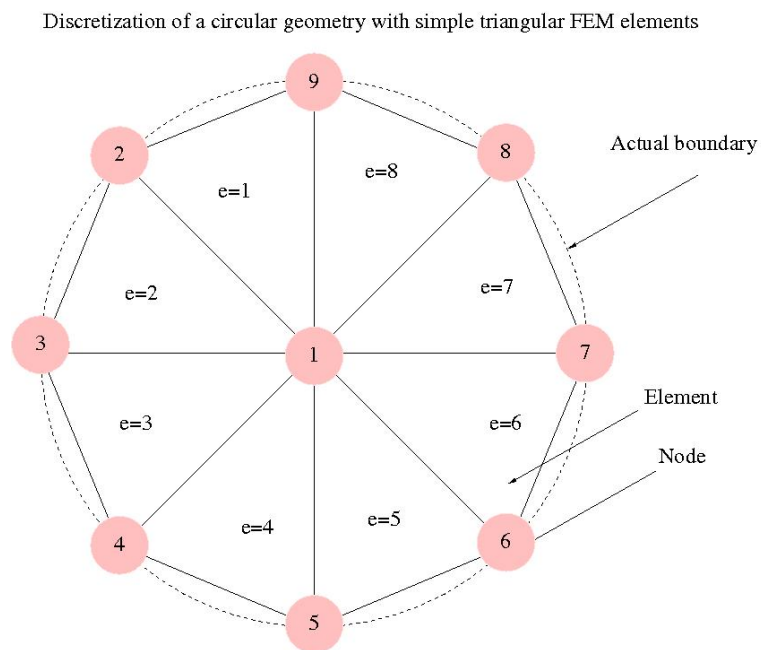 Discretization of a circular geometry with simple triangular FEM elements
9
2
8
Actual boundary
e=8
e=1
e=7
e=2
3
1
7
Element
e=3
e=6
Node
e=4
e=5
4
6
5